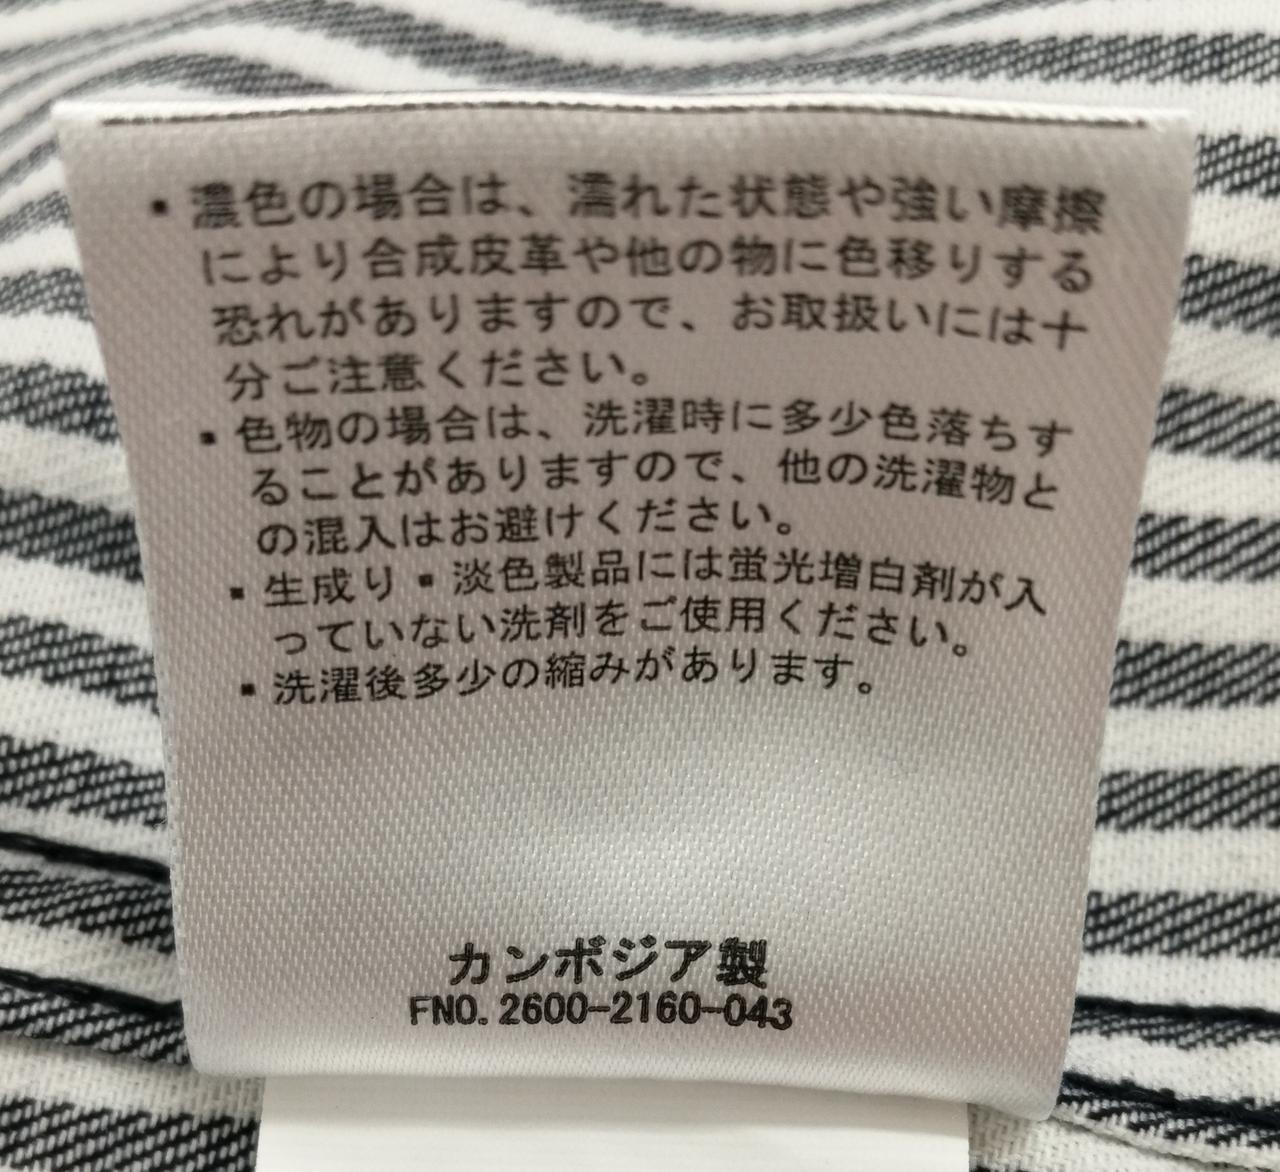 ▪濃色の場合は、濡れた状態や強い摩擦
により合成皮革や他の物に色移りする
恐れがありますので、お取扱いには十
分ご注意ください。
▪色物の場合は、洗濯時に多少色落ちす
ることがありますので、他の洗濯物と
の混入はお避けください。
▪生成り▪淡色製品には蛍光増白剤が入
っていない洗剤をご使用ください。
▪洗濯後多少の縮みがあります。
カンボジア製
FNO. 2600-2160-043